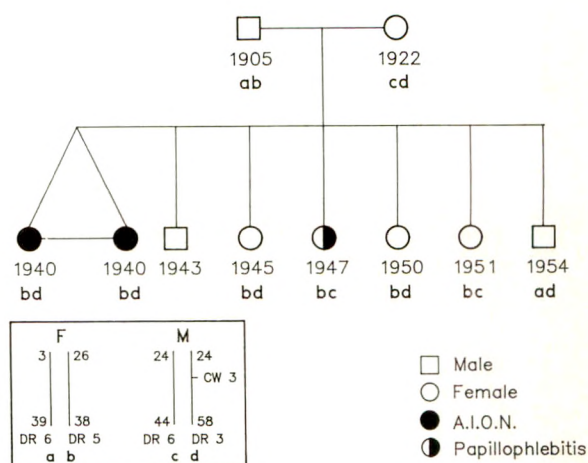 1905 1922
ab cd
1940 1940 1943 1945 1947 1950 1951 1954
bd bd bd bc bd bc ad
F M
3 26 24 24
CW 3
39 38 44 58
DR 6 DR 5 DR 6 DR 3
a b c d
Male
Female
A.I.O.N.
Papillophlebitis